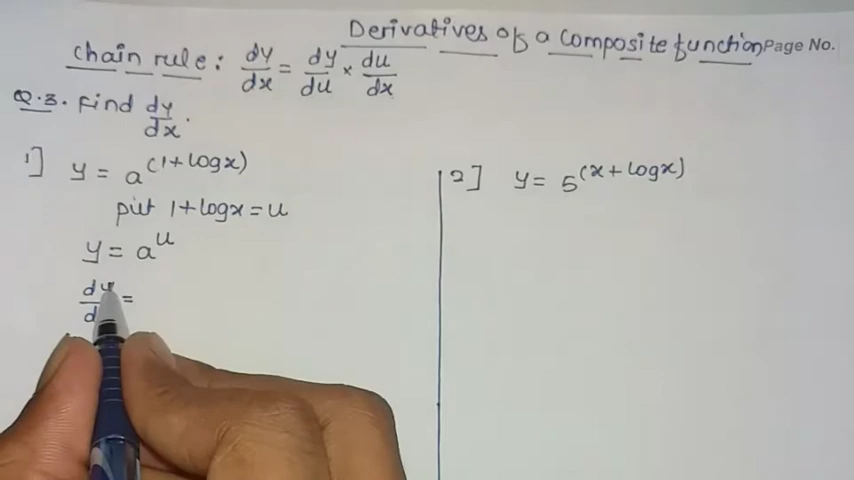 Derivatives of a composite function Page No.
chain rule : dy/dx = dy/du × du/dx
Q.3. Find dy/dx.
1] y = a^(1+logx)
put 1+logx = u
y = a^u
dy/d =
2] y = 5^(x+logx)